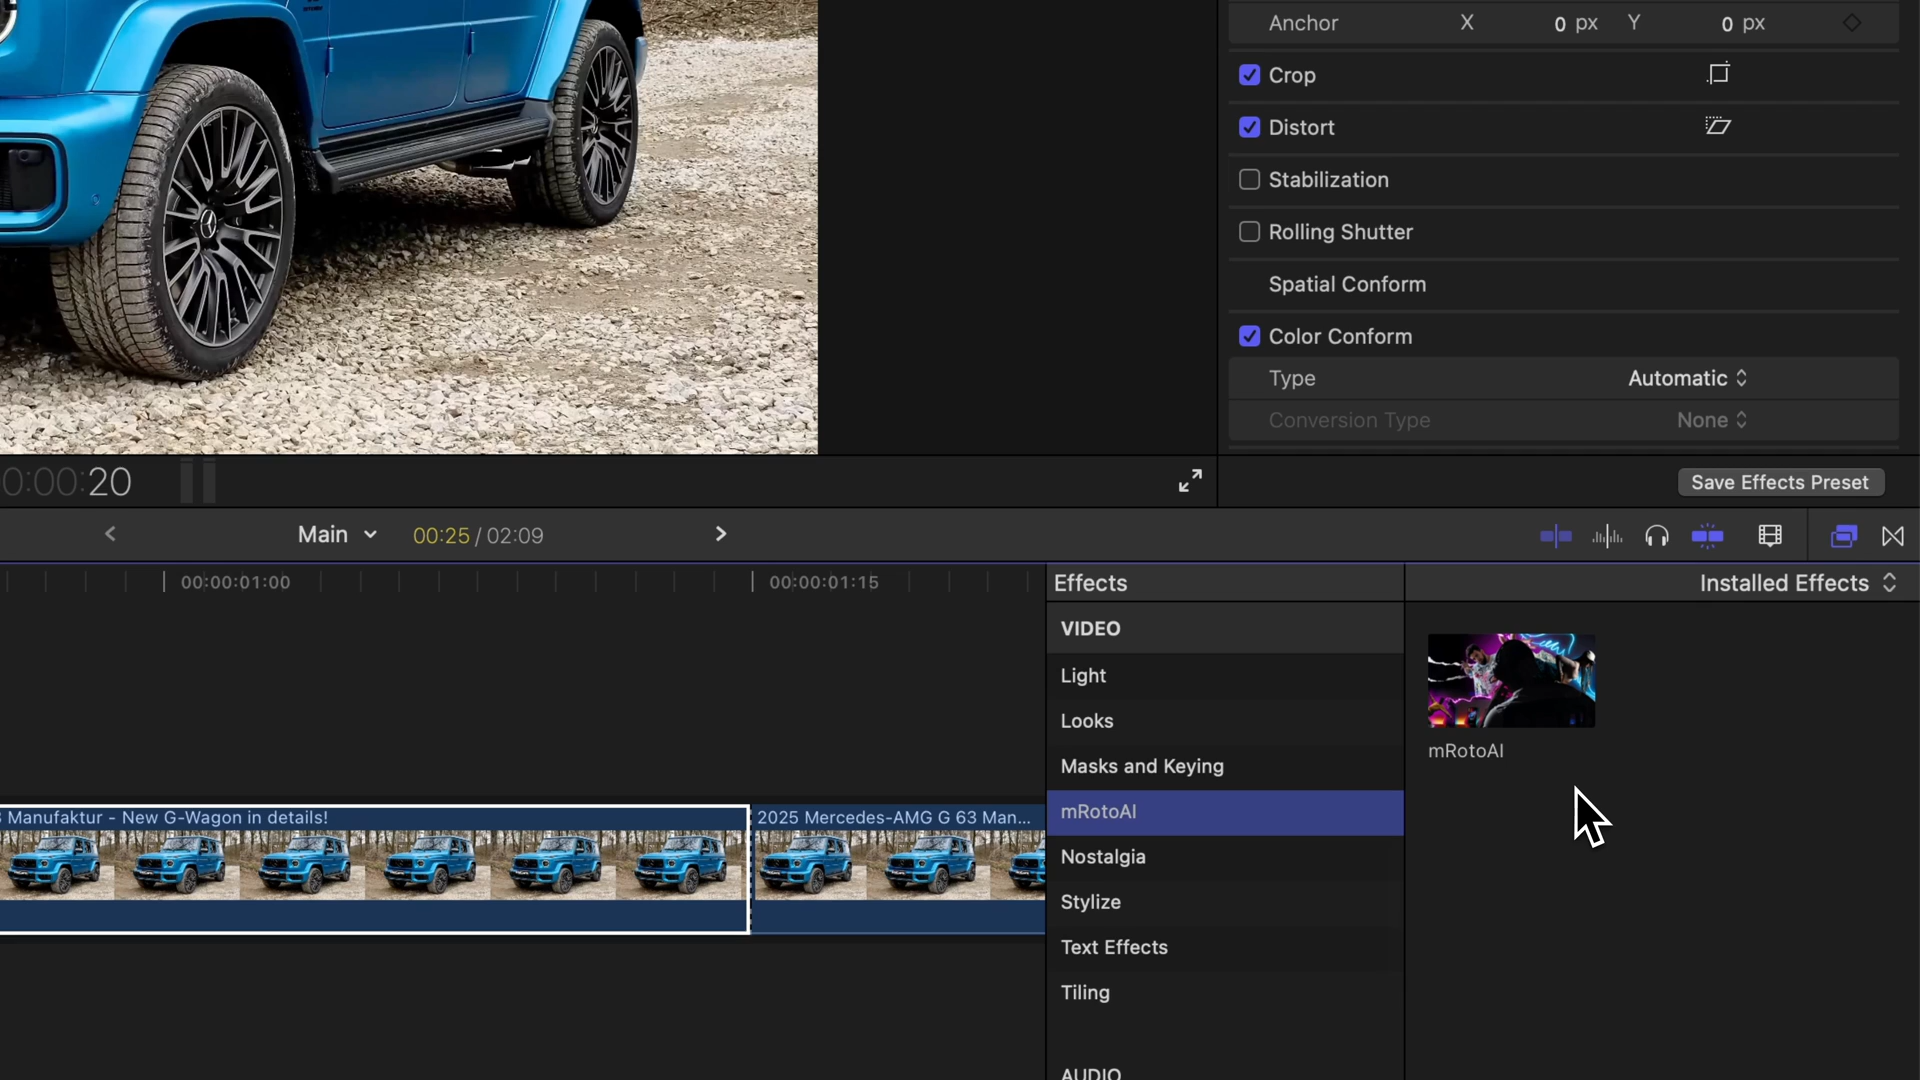 Anchor X 0 px Y 0 px
Crop
Distort
Stabilization
Rolling Shutter
Spatial Conform
Color Conform
Type Automatic
Conversion Type None
0:00:20
Save Effects Preset
Main 00:25 / 02:09
00:00:01:00 00:00:01:15
Effects
Installed Effects
VIDEO
Light
Looks
Masks and Keying
mRotoAI
Nostalgia
Stylize
Text Effects
Tiling
AUDIO
mRotoAI
Manufaktur - New G-Wagon in details!
2025 Mercedes-AMG G 63 Man...